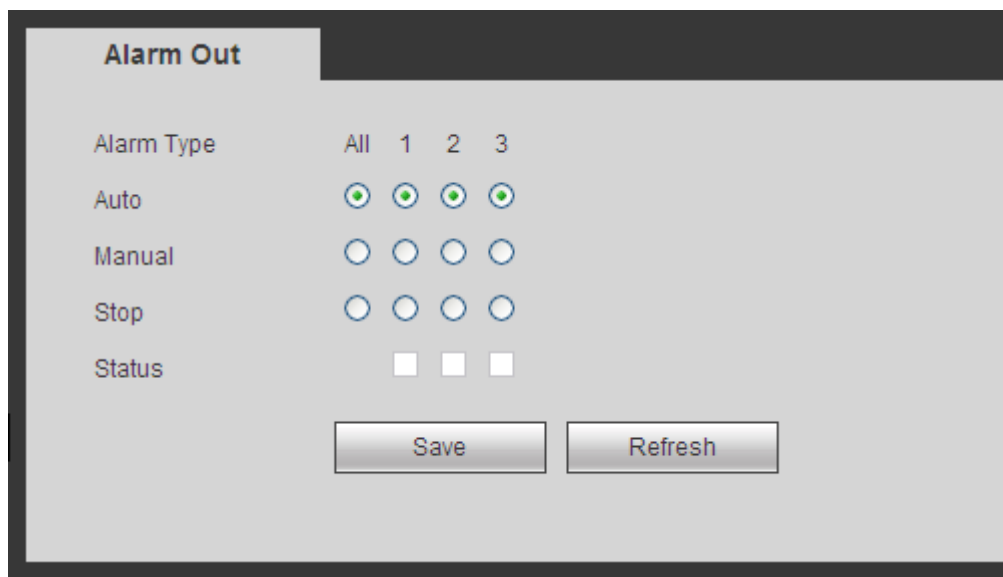 Alarm Out
Alarm Type All 1 2 3
Auto
Manual
Stop
Status
Save Refresh